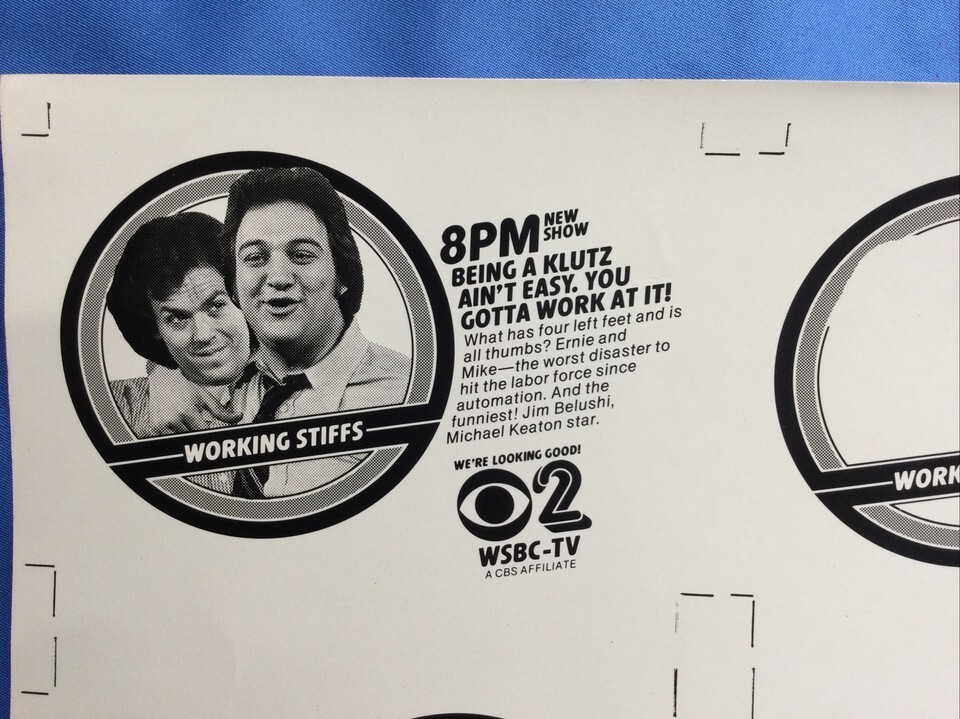 8PM NEW SHOW
BEING A KLUTZ
AIN'T EASY. YOU
GOTTA WORK AT IT!
What has four left feet and is
all thumbs? Ernie and
Mike—the worst disaster to
hit the labor force since
automation. And the
funniest! Jim Belushi,
Michael Keaton star.
WORKING STIFFS
WE'RE LOOKING GOOD!
2
WSBC-TV
A CBS AFFILIATE
WORK